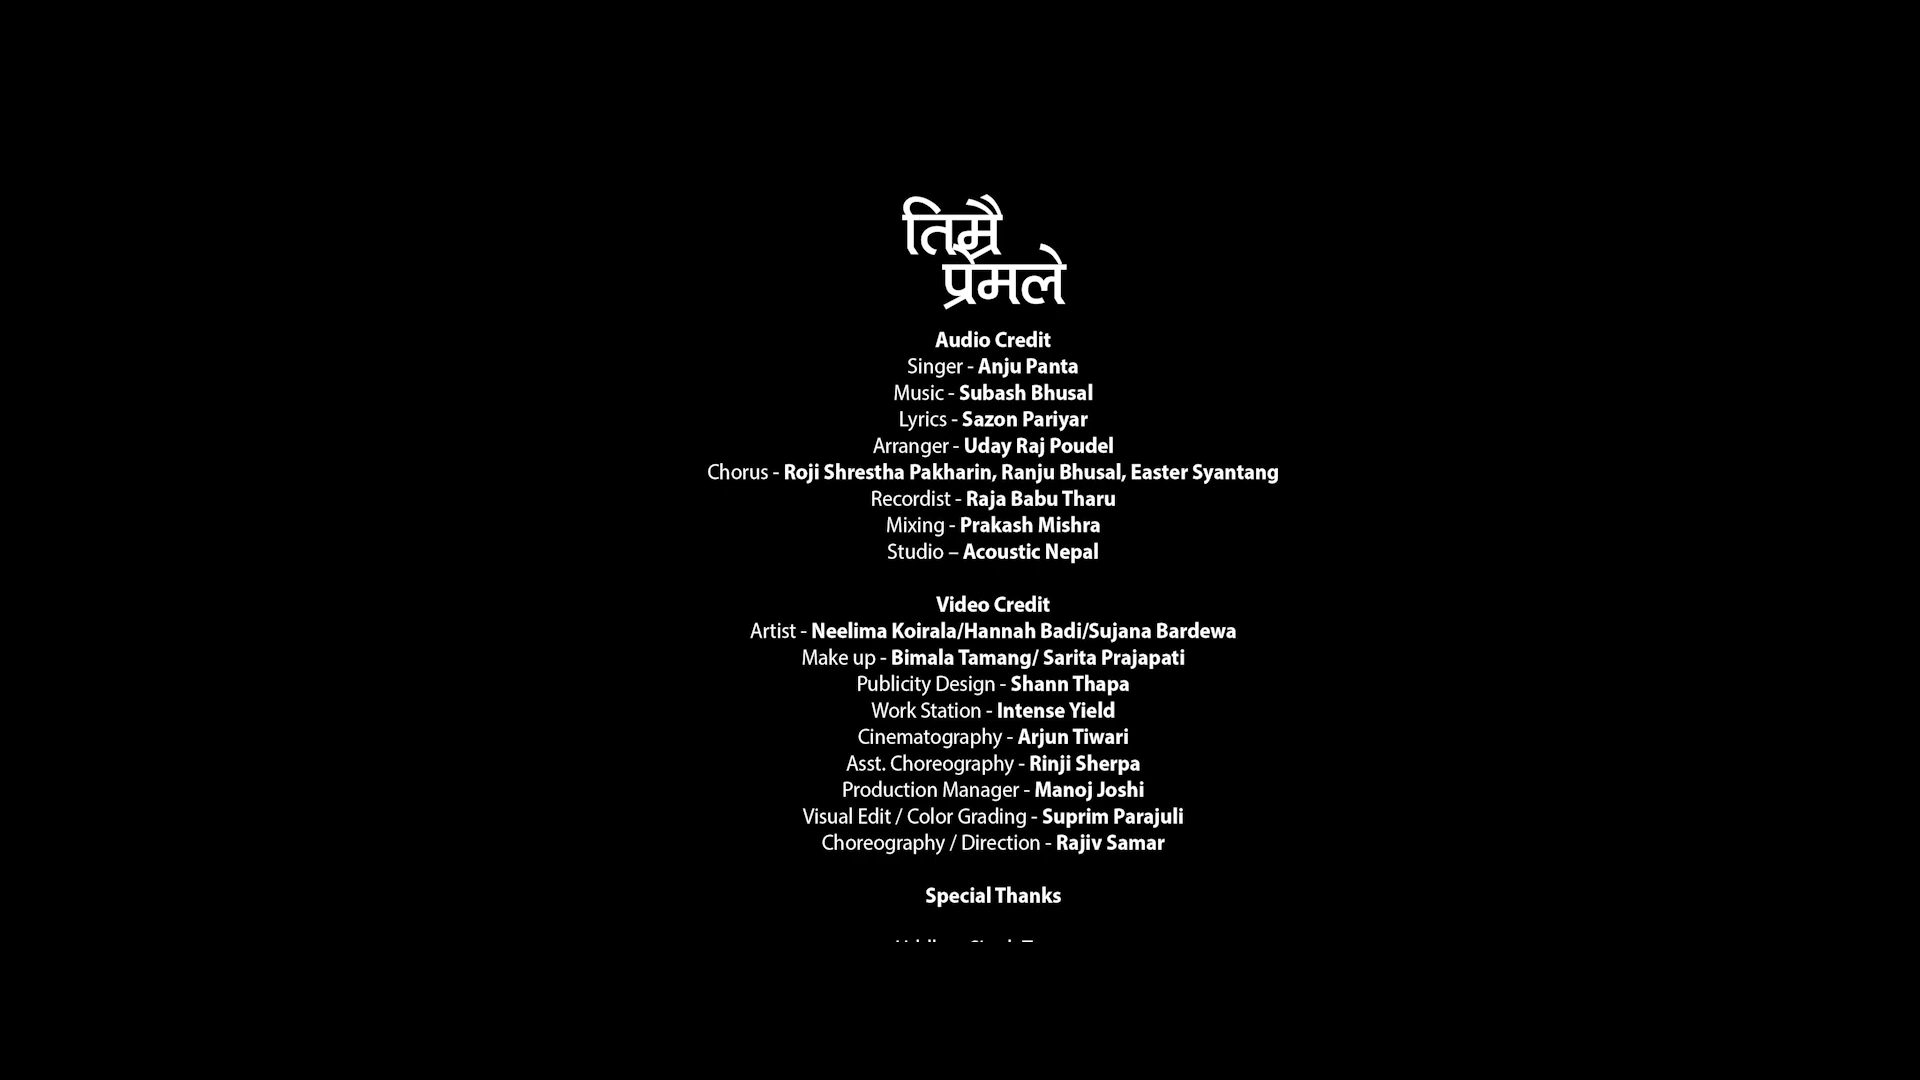 तिम्रै
प्रेमले
Audio Credit
Singer - Anju Panta
Music - Subash Bhusal
Lyrics - Sazon Pariyar
Arranger - Uday Raj Poudel
Chorus - Roji Shrestha Pakharin, Ranju Bhusal, Easter Syantang
Recordist - Raja Babu Tharu
Mixing - Prakash Mishra
Studio – Acoustic Nepal
Video Credit
Artist - Neelima Koirala/Hannah Badi/Sujana Bardewa
Make up - Bimala Tamang/ Sarita Prajapati
Publicity Design - Shann Thapa
Work Station - Intense Yield
Cinematography - Arjun Tiwari
Asst. Choreography - Rinji Sherpa
Production Manager - Manoj Joshi
Visual Edit / Color Grading - Suprim Parajuli
Choreography / Direction - Rajiv Samar
Special Thanks